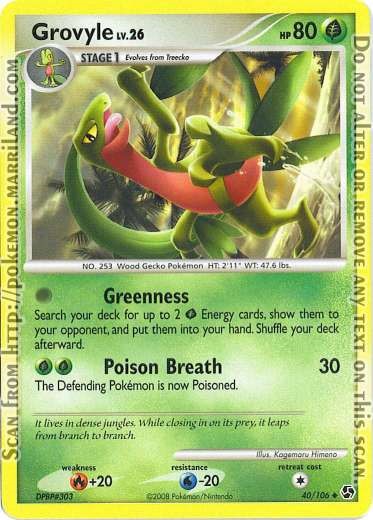 Grovyle LV.26
HP 80
STAGE 1 Evolves from Treecko
NO. 253 Wood Gecko Pokémon HT: 2'11" WT: 47.6 lbs.
Greenness
Search your deck for up to 2 Energy cards, show them
to your opponent, and put them into your hand. Shuffle your deck
afterward.
Poison Breath 30
The Defending Pokémon is now Poisoned.
It lives in dense jungles. While closing in on its prey, it leaps
from branch to branch.
Illus. Kagemaru Himeno
weakness resistance retreat cost
+20 -20
DPBP#303 ©2008 Pokémon/Nintendo 40/106
Scan from http://pokemon.marriland.com
Do not alter or remove any text on this scan.